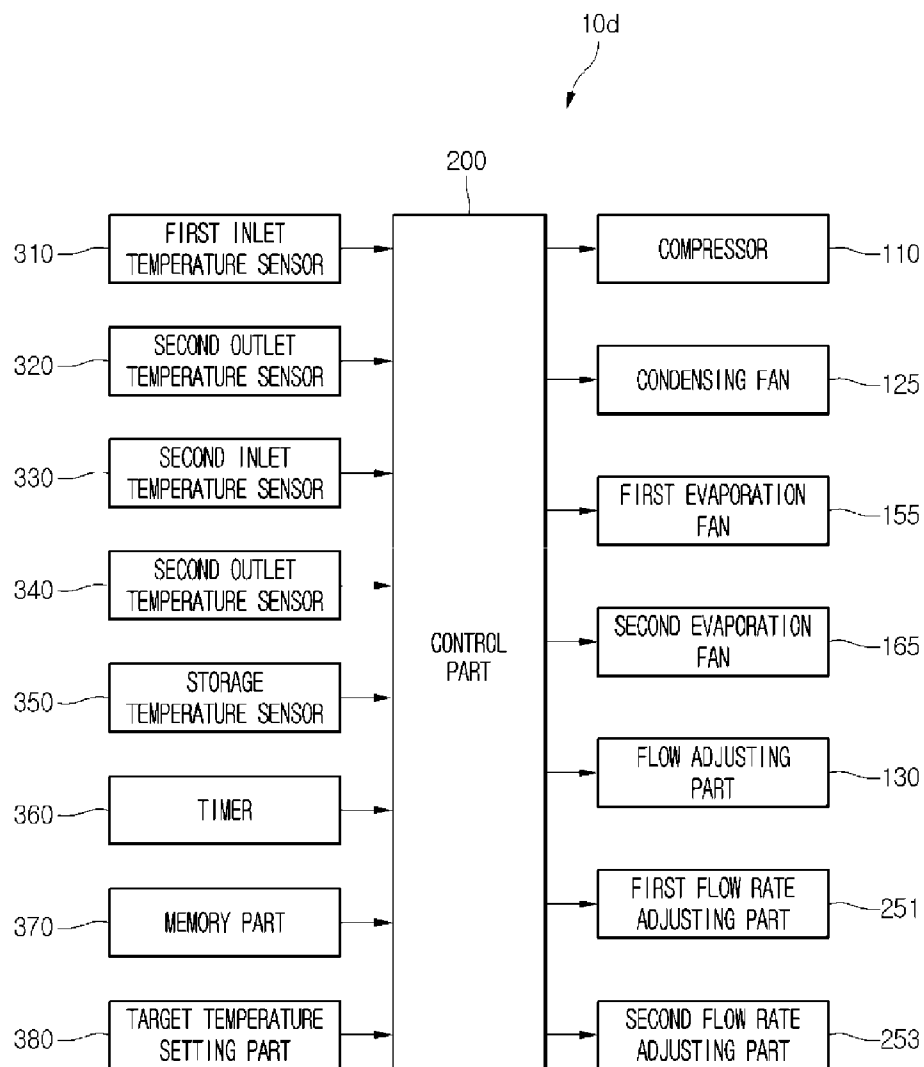 10d
200
310
FIRST INLET
TEMPERATURE SENSOR
320
SECOND OUTLET
TEMPERATURE SENSOR
330
SECOND INLET
TEMPERATURE SENSOR
340
SECOND OUTLET
TEMPERATURE SENSOR
350
STORAGE
TEMPERATURE SENSOR
360
TIMER
370
MEMORY PART
380
TARGET TEMPERATURE
SETTING PART
CONTROL
PART
COMPRESSOR
110
CONDENSING FAN
125
FIRST EVAPORATION
FAN
155
SECOND EVAPORATION
FAN
165
FLOW ADJUSTING
PART
130
FIRST FLOW RATE
ADJUSTING PART
251
SECOND FLOW RATE
ADJUSTING PART
253